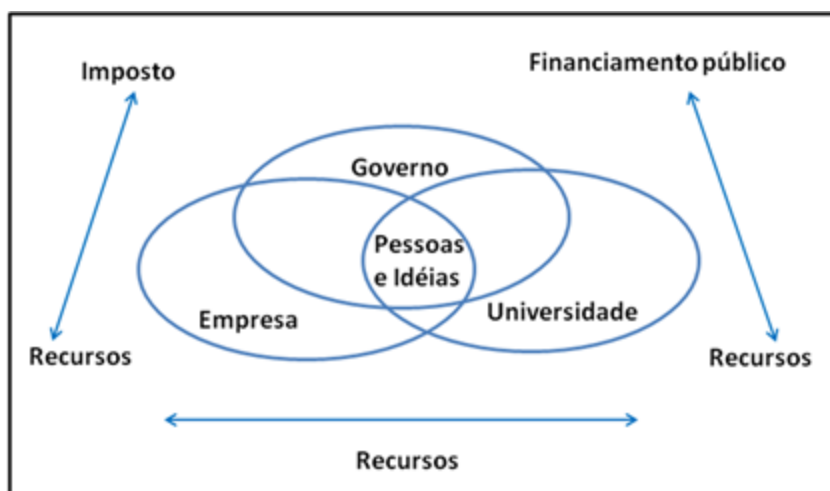 Imposto
Financiamento público
Governo
Pessoas
e Idéias
Empresa
Universidade
Recursos
Recursos
Recursos